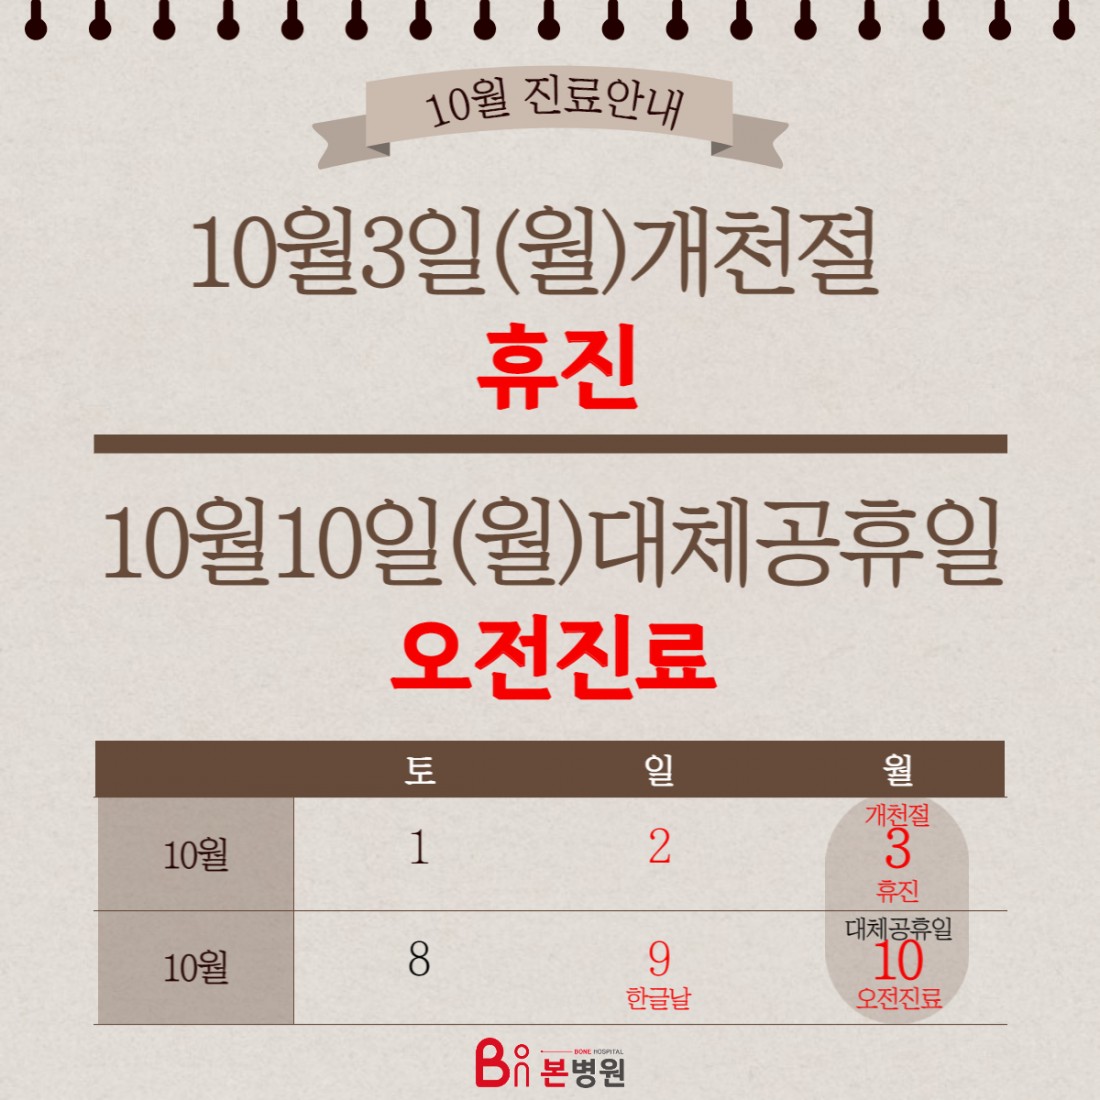 10월 진료안내
10월3일(월)개천절
휴진
10월10일(월)대체공휴일
오전진료
토 일 월
개천절
10월 1 2 3
휴진
대체공휴일
10월 8 9 10
한글날 오전진료
BONE HOSPITAL
Bon 본병원